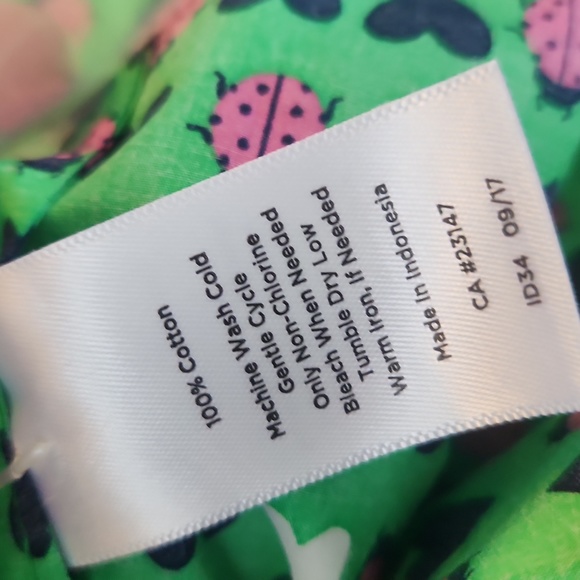 100% Cotton
Machine Wash Cold
Gentle Cycle
Only Non-Chlorine
Bleach When Needed
Tumble Dry Low
Warm Iron, If Needed
Made In Indonesia
CA #23147
ID34 09/17